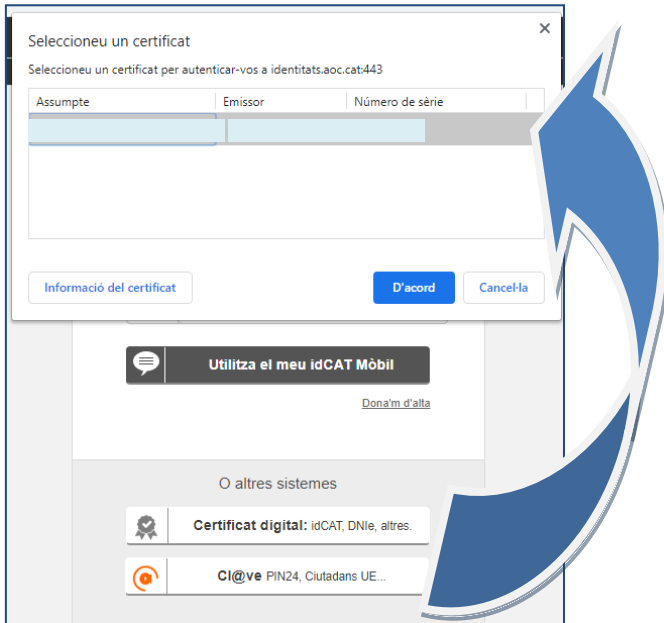 Seleccioneu un certificat
Seleccioneu un certificat per autenticar-vos a identitats.aoc.cat:443
Assumpte Emissor Número de sèrie
Informació del certificat D'acord Cancel·la
Utilitza el meu idCAT Mòbil
Dona'm d'alta
O altres sistemes
Certificat digital: idCAT, DNIe, altres.
Cl@ve PIN24, Ciutadans UE...